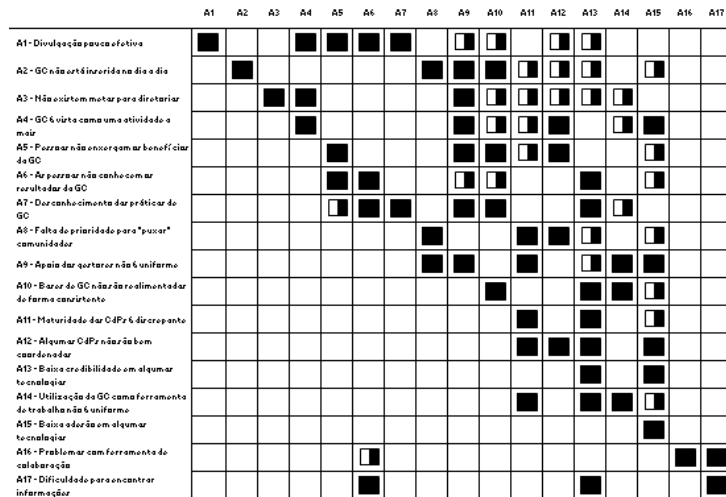 A1 A2 A3 A4 A5 A6 A7 A8 A9 A10 A11 A12 A13 A14 A15 A16 A17
A1 - Divulgação pouco efetiva
A2 - GC não está inserida no dia a dia
A3 - Não existem metas para diretorias
A4 - GC é vista como uma atividade a
mais
A5 - Pessoas não enxergam os benefícios
da GC
A6 - As pessoas não conhecem os
resultados da GC
A7 - Desconhecimento das práticas de
GC
A8 - Falta de prioridade para "puxar"
comunidades
A9 - Apoio dos gestores não é uniforme
A10 - Bases de GC não são realimentadas
de forma consistente
A11 - Maturidade das CdPs é discrepante
A12 - Algumas CdPs não são bem
coordenadas
A13 - Baixa credibilidade em algumas
tecnologias
A14 - Utilização da GC como ferramenta
de trabalho não é uniforme
A15 - Baixa adesão em algumas
tecnologias
A16 - Problemas com ferramenta de
colaboração
A17 - Dificuldade para encontrar
informações